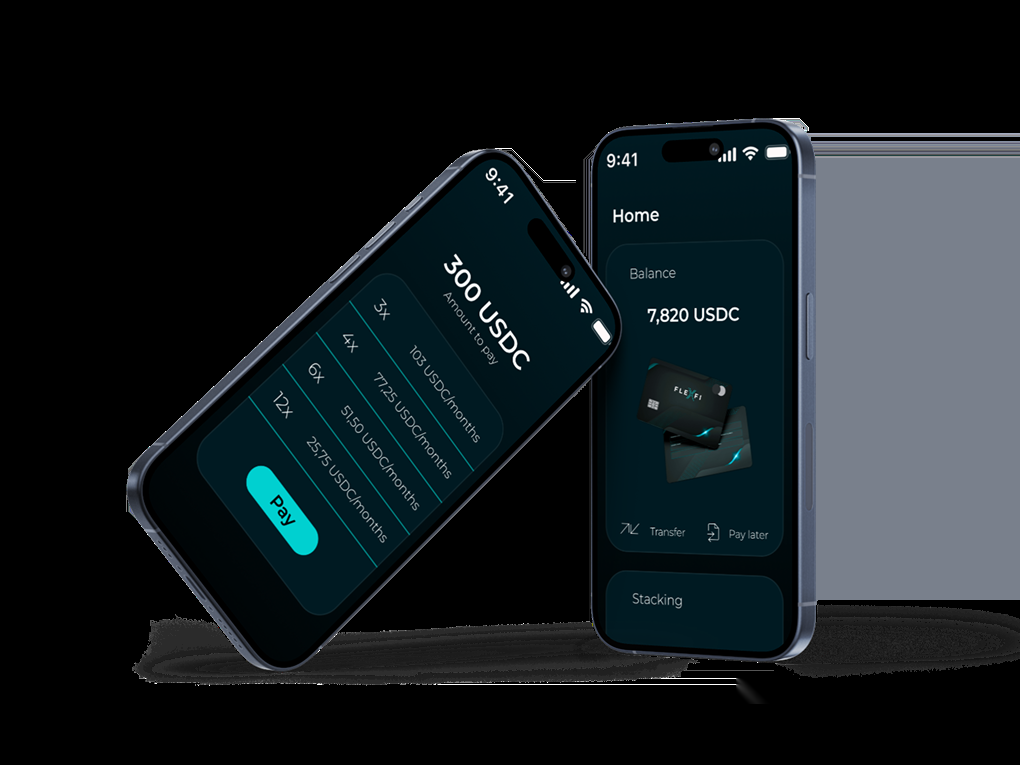 9:41
300 USDC
Amount to pay
3x 103 USDC/months
4x 77,25 USDC/months
6x 51,50 USDC/months
12x 25,75 USDC/months
Pay
9:41
Home
Balance
7,820 USDC
FLEXFI
Transfer Pay later
Stacking